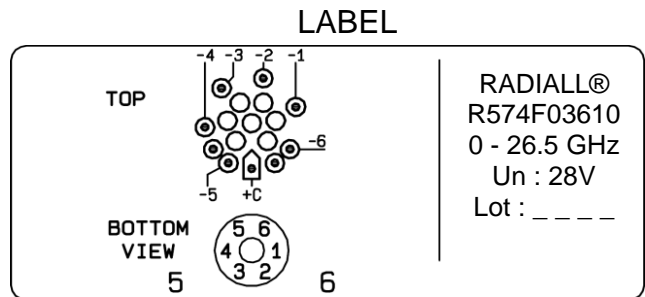 LABEL
-4 -3 -2 -1
TOP
-6
-5 +C
BOTTOM
VIEW
5 6
4 1
3 2
5 6
RADIALL®
R574F03610
0 - 26.5 GHz
Un : 28V
Lot : _ _ _ _